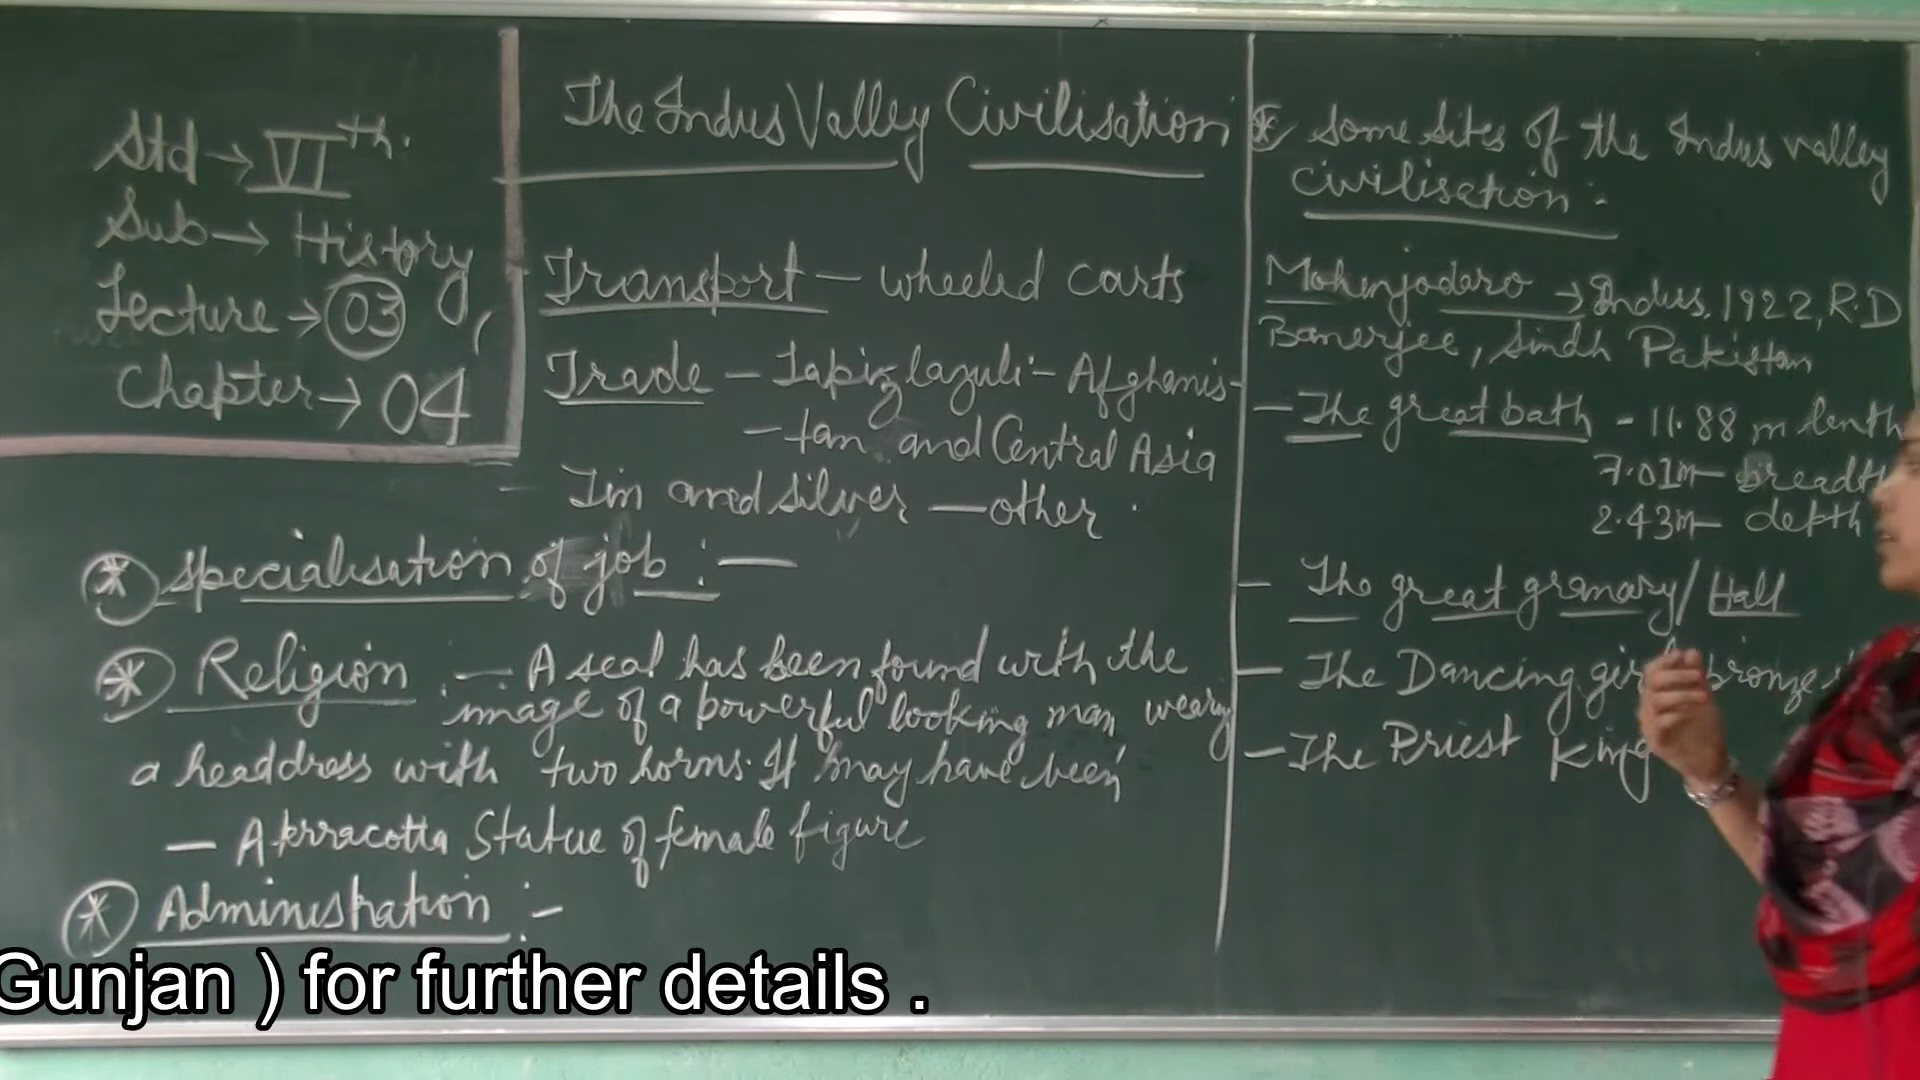 Std → VIth.
Sub → History,
Lecture → 03
Chapter → 04
The Indus Valley Civilisation
Transport — wheeled carts
Trade — Lapiz lazuli - Afghanis-
- tan and Central Asia
Tin and silver — other
* Specialisation of job :—
* Religion :— A seal has been found with the
image of a powerful looking man wearing
a headdress with two horns. It may have been
— A terracotta Statue of female figure
* Administration :-
* Some sites of the Indus valley
civilisation :-
Mohenjodaro → Indus, 1922, R.D
Banerjee, Sindh Pakistan
- The great bath - 11.88 m lenth
7.01m - breadth
2.43m - depth
- The great granary/Hall
- The Dancing girl bronze
- The Priest King
Gunjan ) for further details .